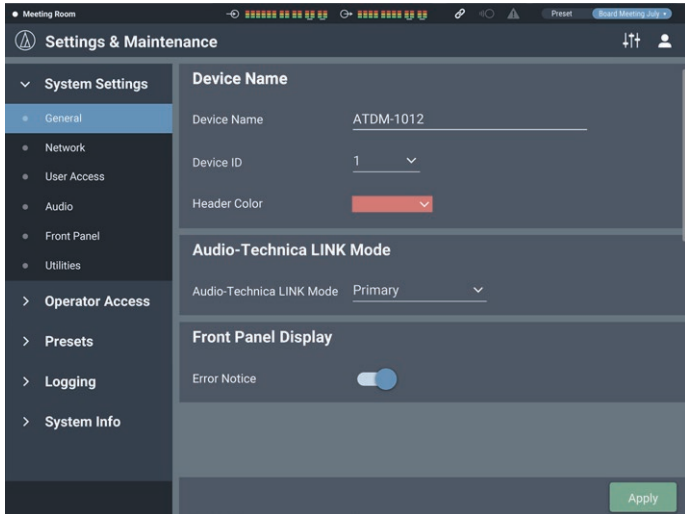 Meeting Room
Preset
Board Meeting July
Settings & Maintenance
System Settings
General
Network
User Access
Audio
Front Panel
Utilities
Operator Access
Presets
Logging
System Info
Device Name
Device Name ATDM-1012
Device ID 1
Header Color
Audio-Technica LINK Mode
Audio-Technica LINK Mode Primary
Front Panel Display
Error Notice
Apply